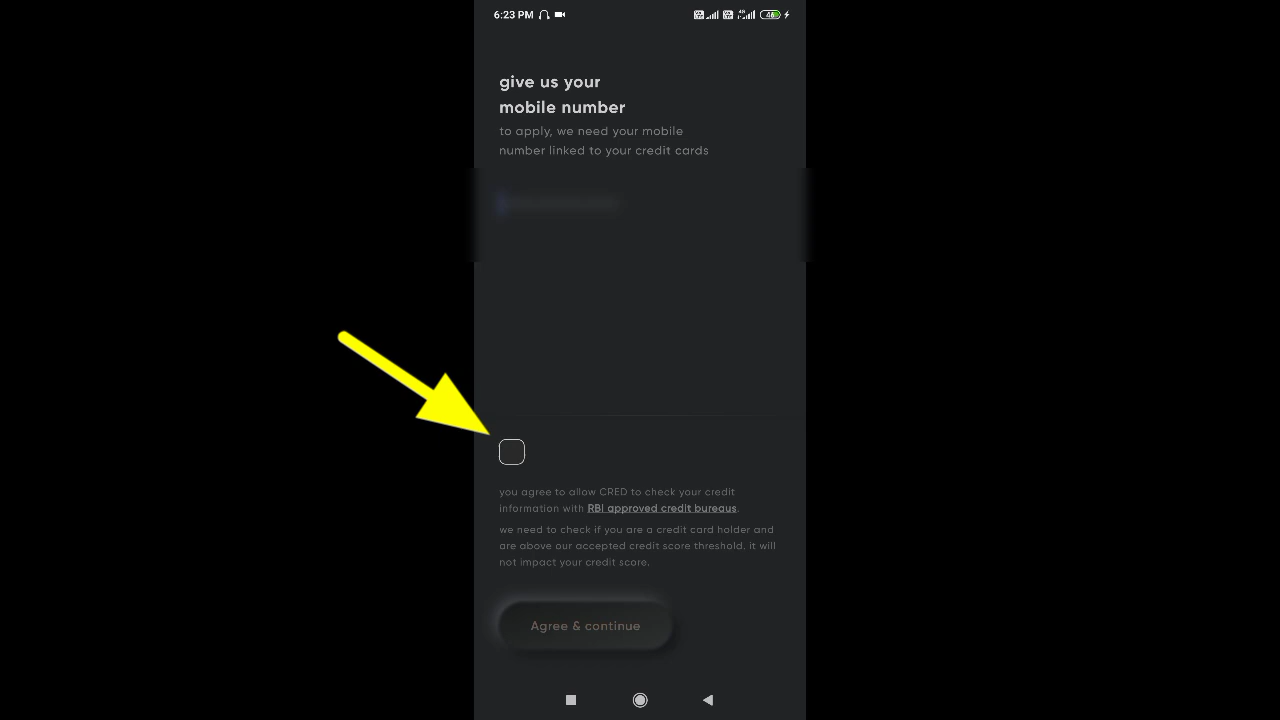 6:23 PM
give us your
mobile number
to apply, we need your mobile
number linked to your credit cards
you agree to allow CRED to check your credit
information with RBI approved credit bureaus.
we need to check if you are a credit card holder and
are above our accepted credit score threshold. it will
not impact your credit score.
Agree & continue